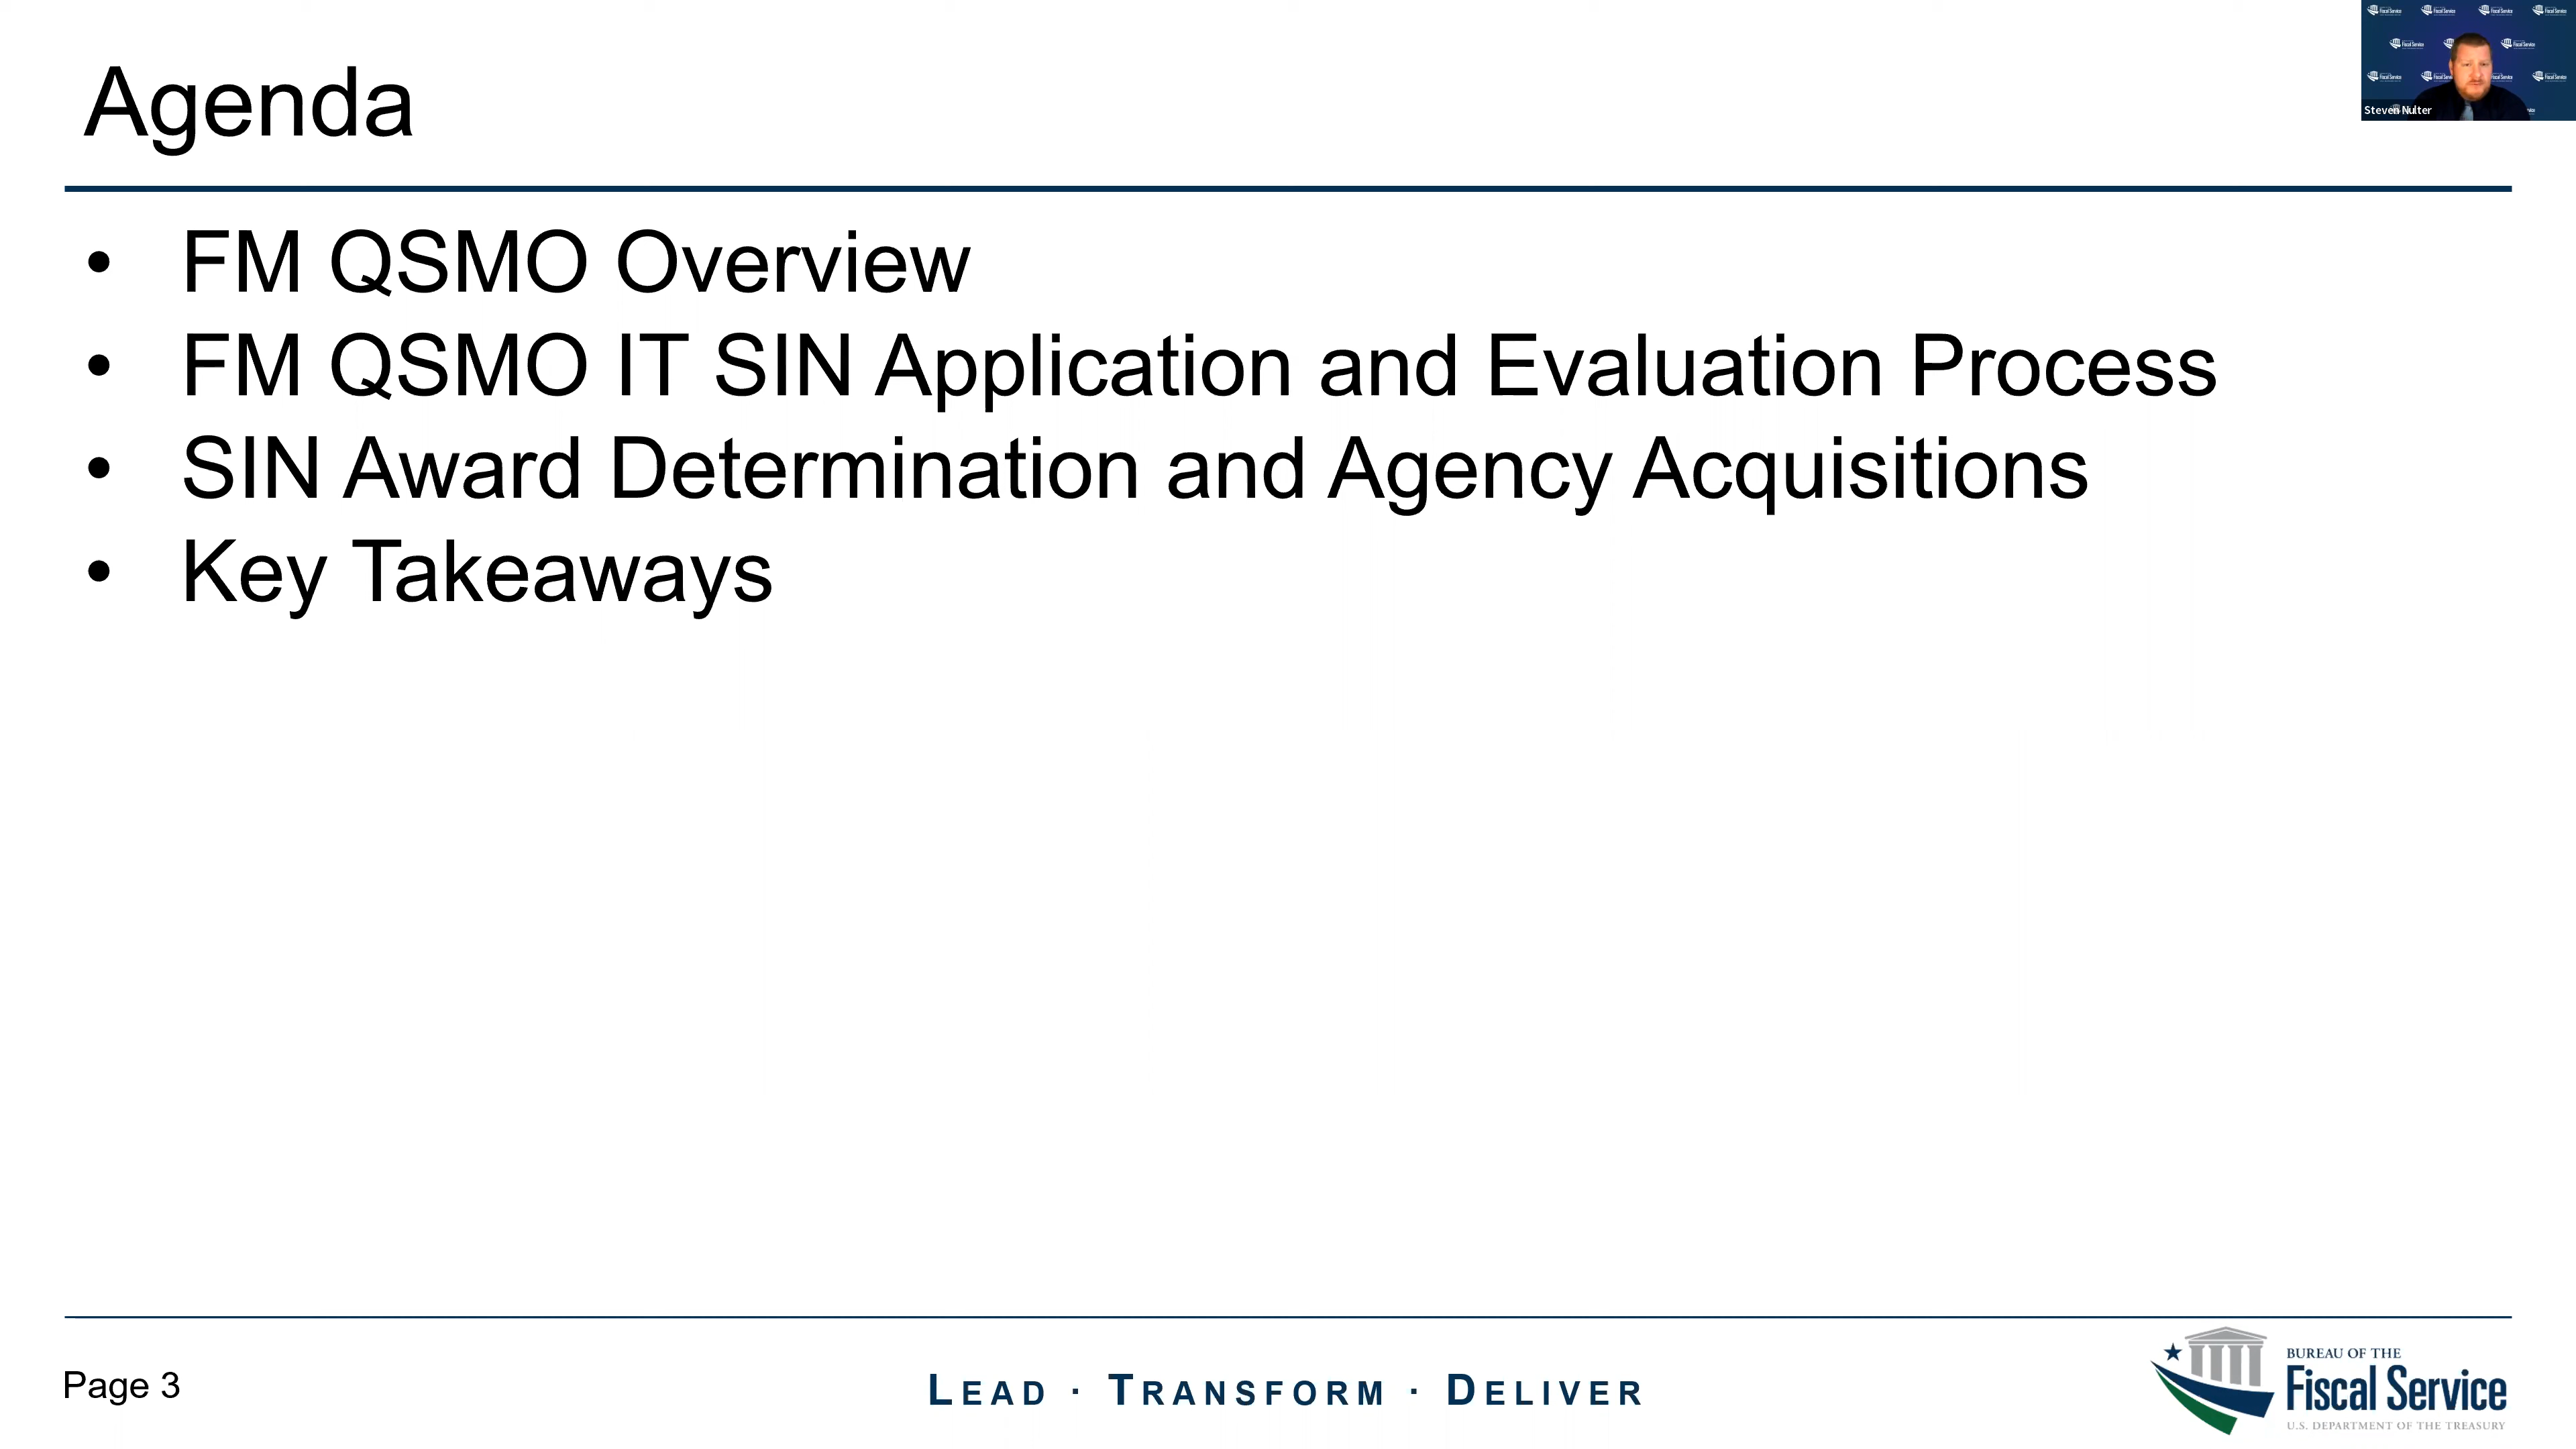 Agenda
Steven Nulter
• FM QSMO Overview
• FM QSMO IT SIN Application and Evaluation Process
• SIN Award Determination and Agency Acquisitions
• Key Takeaways
Page 3
LEAD · TRANSFORM · DELIVER
BUREAU OF THE
Fiscal Service
U.S. DEPARTMENT OF THE TREASURY